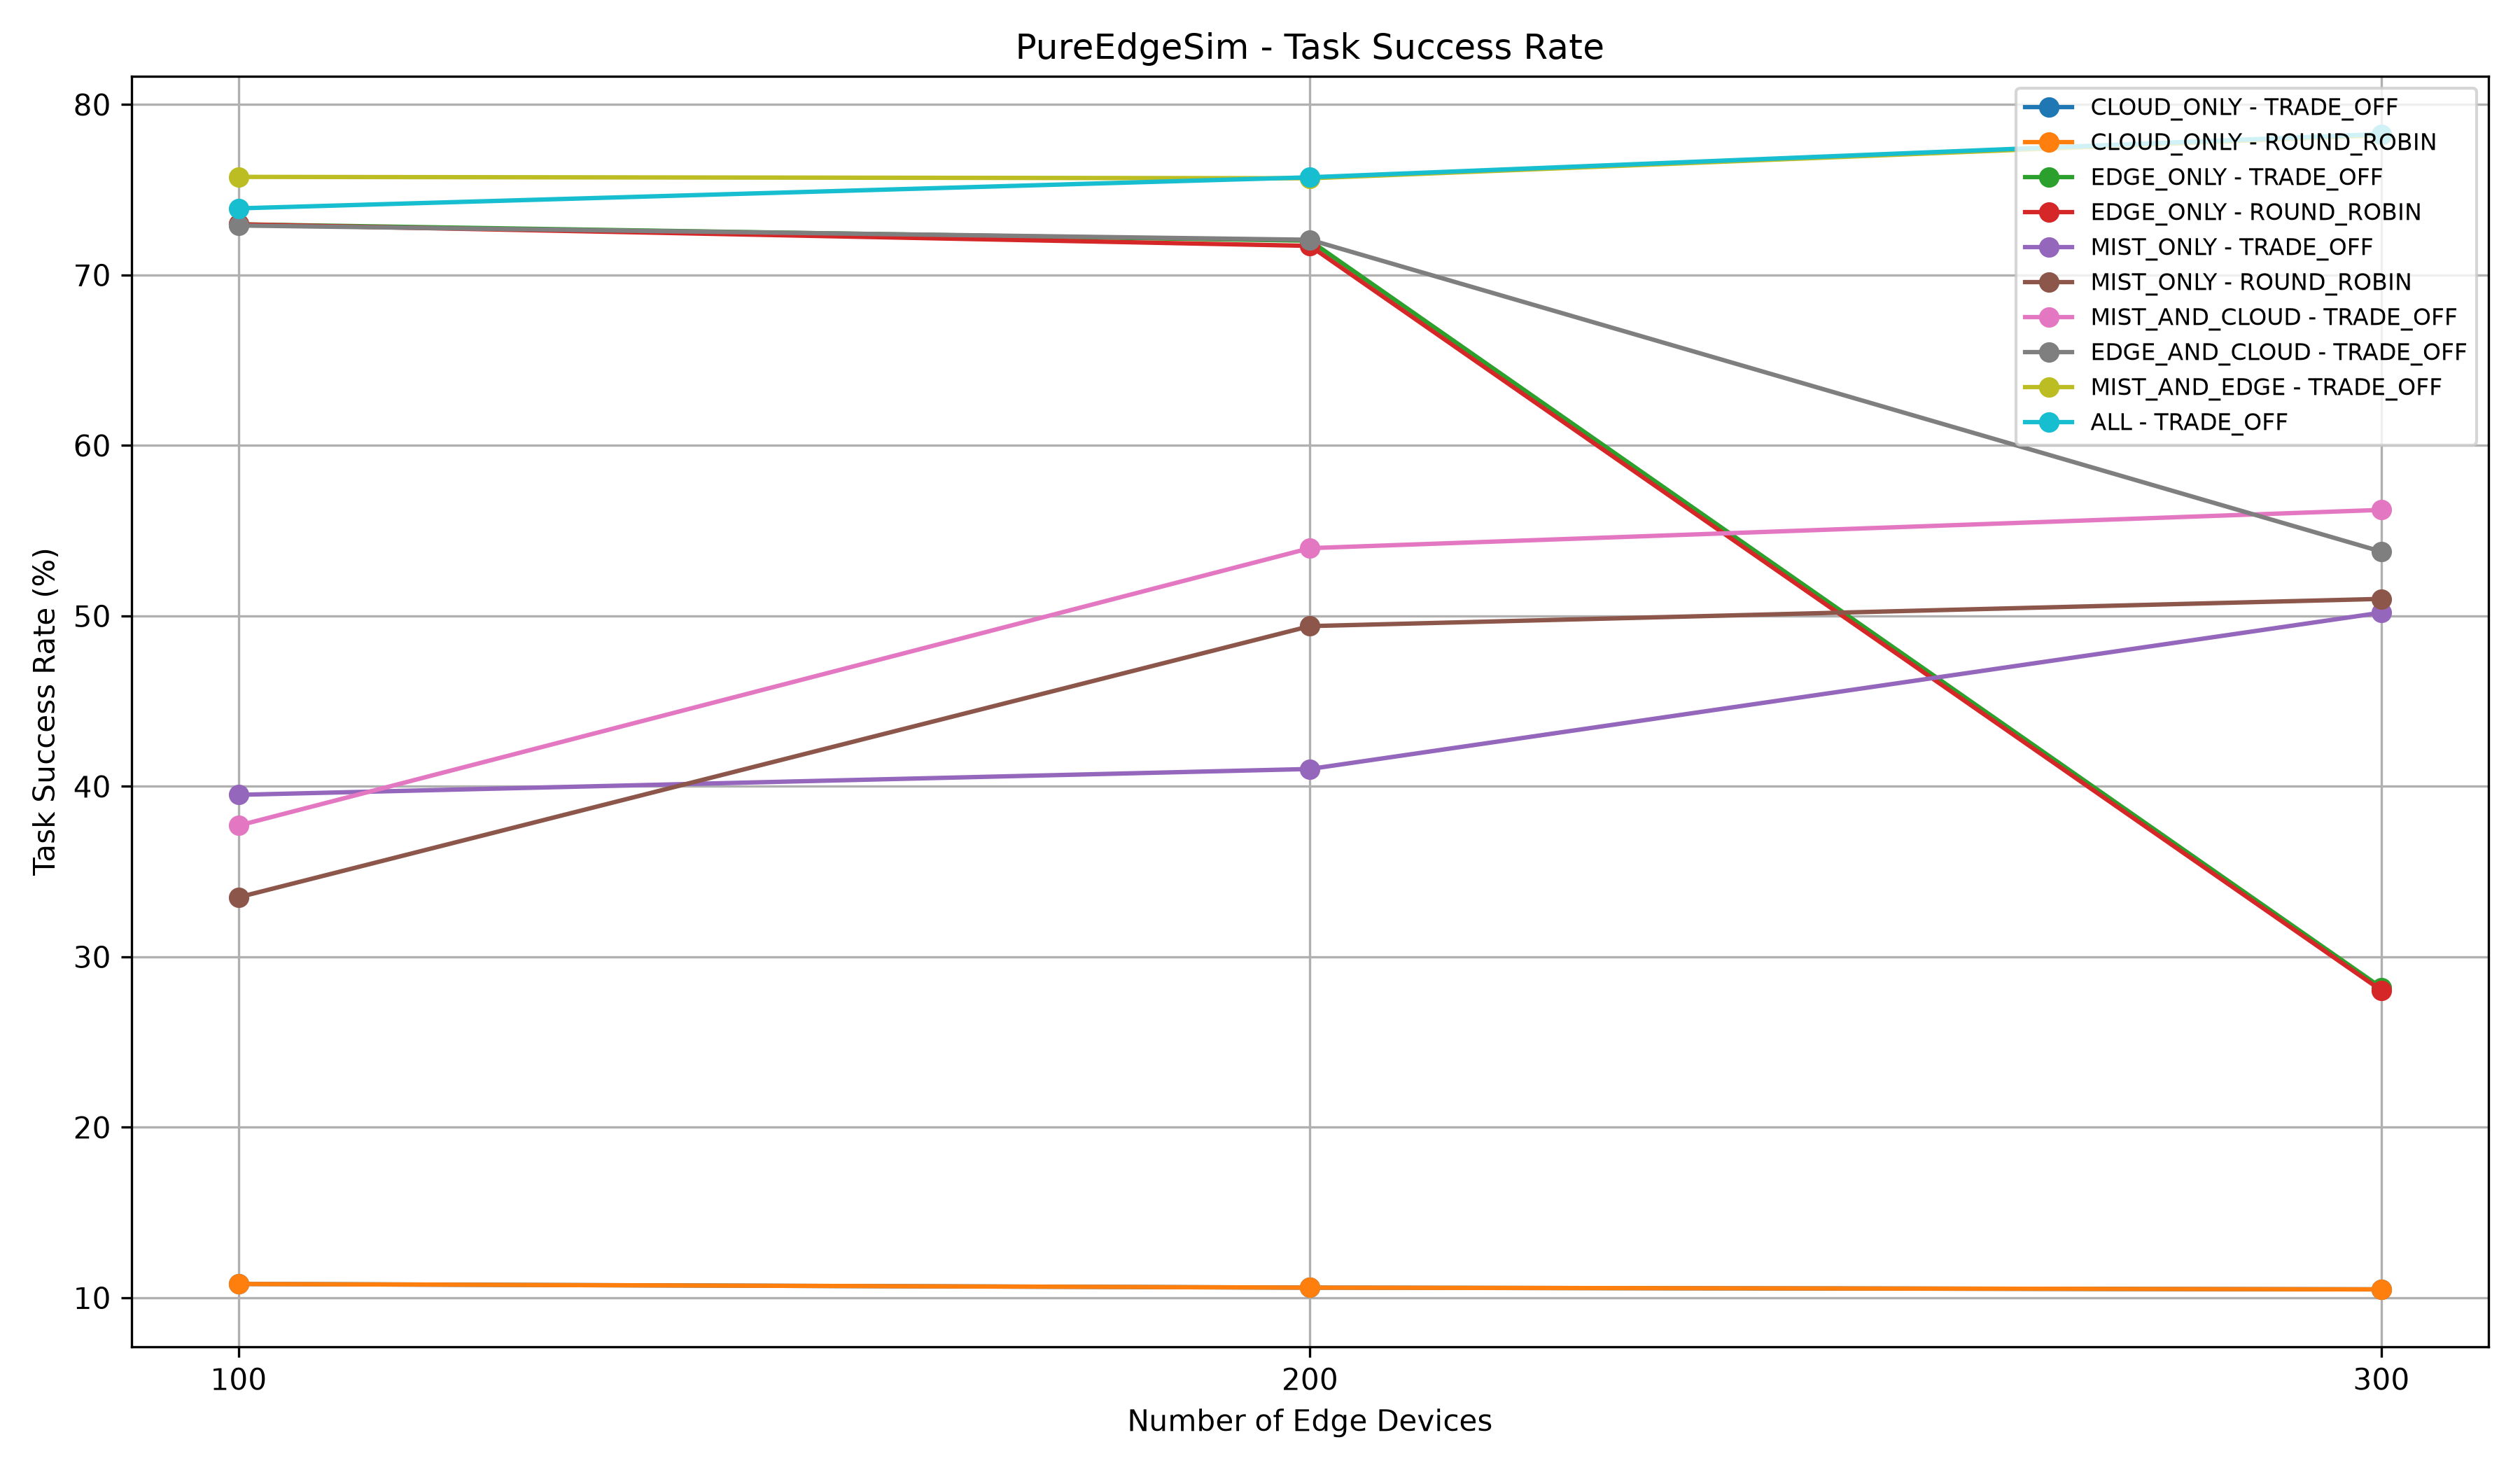 PureEdgeSim - Task Success Rate
Task Success Rate (%)
80
70
60
50
40
30
20
10
CLOUD_ONLY - TRADE_OFF
CLOUD_ONLY - ROUND_ROBIN
EDGE_ONLY - TRADE_OFF
EDGE_ONLY - ROUND_ROBIN
MIST_ONLY - TRADE_OFF
MIST_ONLY - ROUND_ROBIN
MIST_AND_CLOUD - TRADE_OFF
EDGE_AND_CLOUD - TRADE_OFF
MIST_AND_EDGE - TRADE_OFF
ALL - TRADE_OFF
100 200 300
Number of Edge Devices